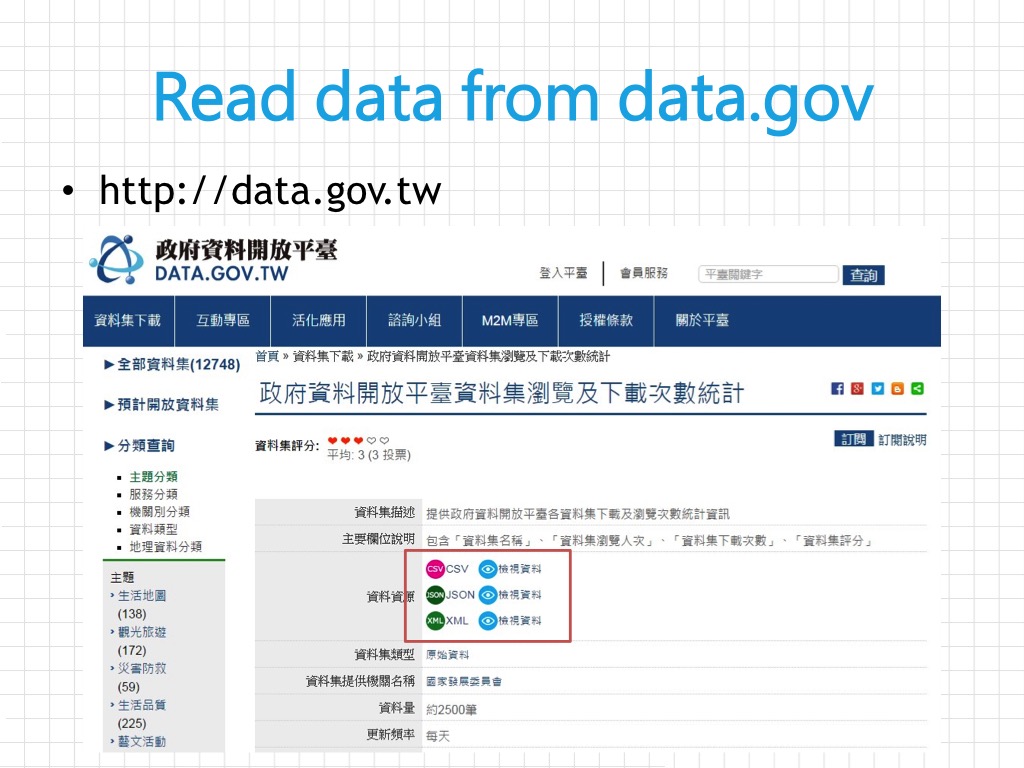 Read data from data.gov
• http://data.gov.tw
政府資料開放平臺
DATA.GOV.TW
登入平臺 會員服務 平臺關鍵字 查詢
資料集下載 互動專區 活化應用 諮詢小組 M2M專區 授權條款 關於平臺
►全部資料集(12748)
►預計開放資料集
►分類查詢
主題分類
服務分類
機關別分類
資料類型
地理資料分類
主題
› 生活地圖
(138)
› 觀光旅遊
(172)
› 災害防救
(59)
› 生活品質
(225)
› 藝文活動
首頁 » 資料集下載 » 政府資料開放平臺資料集瀏覽及下載次數統計
政府資料開放平臺資料集瀏覽及下載次數統計
資料集評分:
平均: 3 (3 投票)
訂閱 訂閱說明
資料集描述 提供政府資料開放平臺各資料集下載及瀏覽次數統計資訊
主要欄位說明 包含「資料集名稱」、「資料集瀏覽人次」、「資料集下載次數」、「資料集評分」
資料資源
CSV CSV 檢視資料
JSON JSON 檢視資料
XML XML 檢視資料
資料集類型 原始資料
資料集提供機關名稱 國家發展委員會
資料量 約2500筆
更新頻率 每天